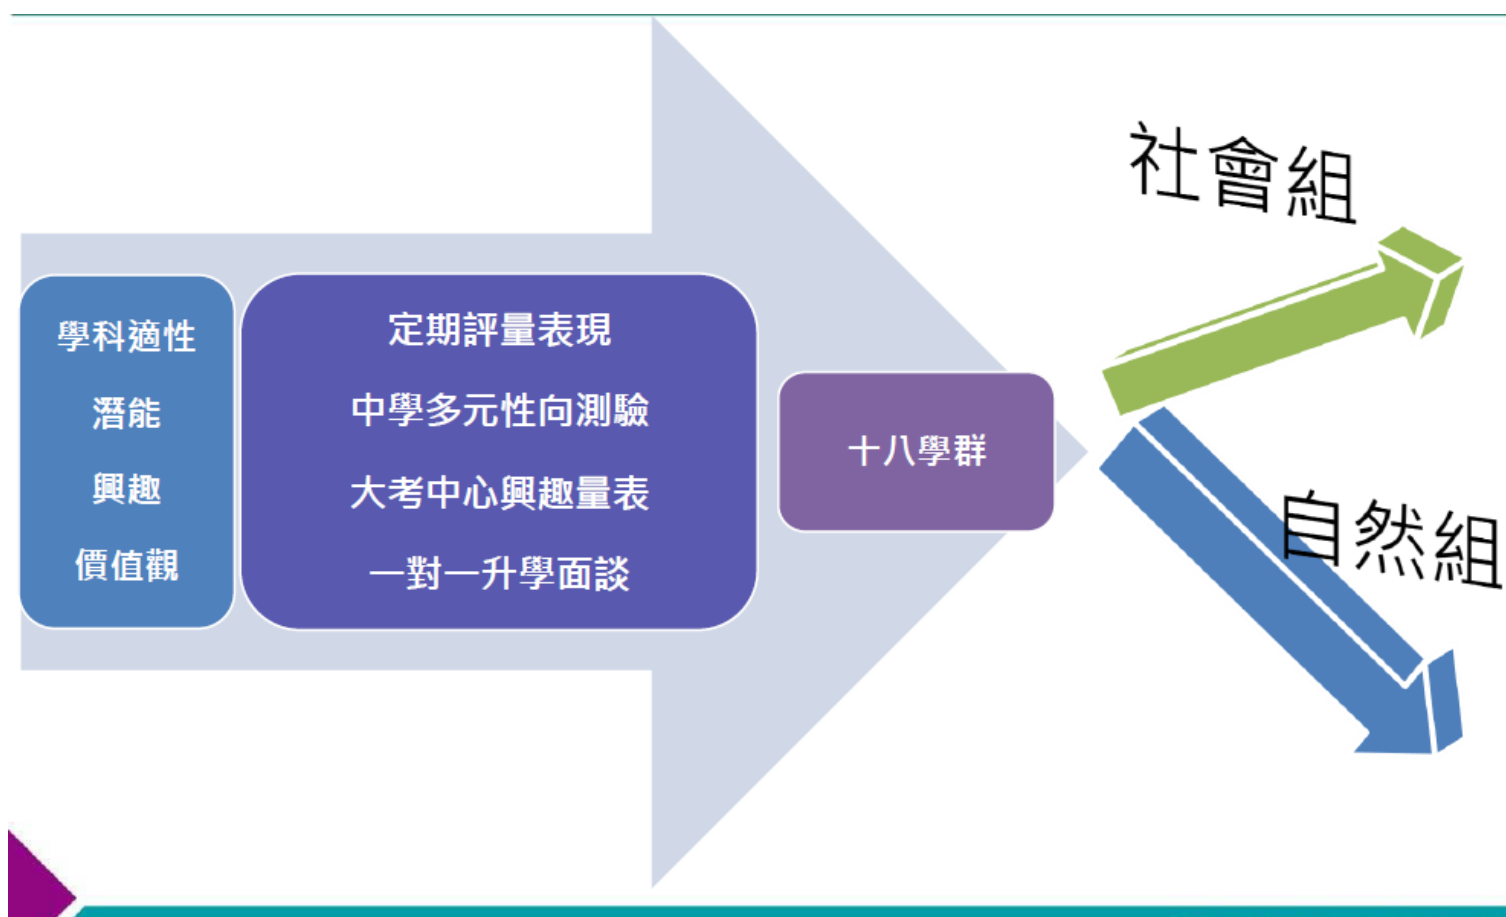 學科適性
潛能
興趣
價值觀
定期評量表現
中學多元性向測驗
大考中心興趣量表
一對一升學面談
十八學群
社會組
自然組